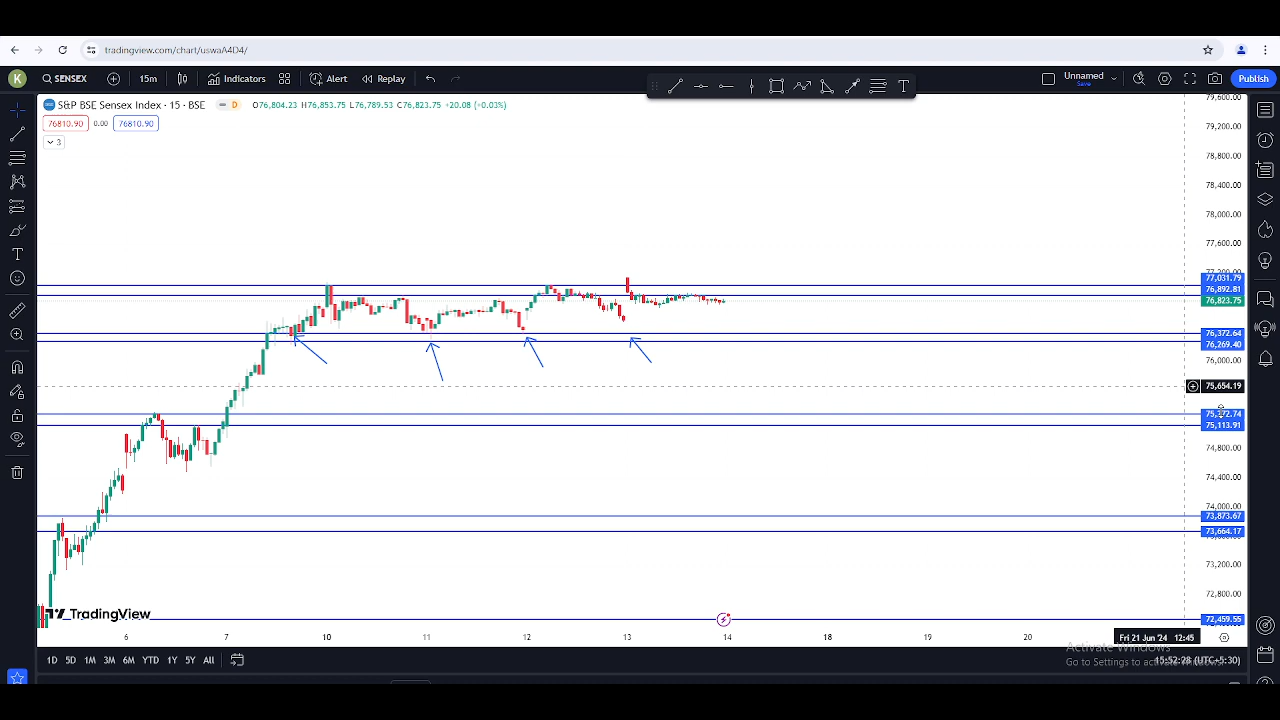 tradingview.com/chart/uswaA4D4/
K SENSEX 15m Indicators Alert Replay Unnamed Save Publish
S&P BSE Sensex Index · 15 · BSE D O76,804.23 H76,853.75 L76,789.53 C76,823.75 +20.08 (+0.03%)
76810.90 0.00 76810.90
3
79,600.00
79,200.00
78,800.00
78,400.00
78,000.00
77,600.00
77,200.00
77,031.79
76,892.81
76,823.75
76,372.64
76,269.40
76,000.00
75,654.19
75,113.91
74,800.00
74,400.00
74,000.00
73,873.67
73,664.17
73,200.00
72,800.00
TradingView
72,459.55
6 7 10 11 12 13 14 18 19 20 Fri 21 Jun '24 12:45
Activate Windows
1D 5D 1M 3M 6M YTD 1Y 5Y All 15:52:28 (UTC+5:30)
Go to Settings to activate Windows.